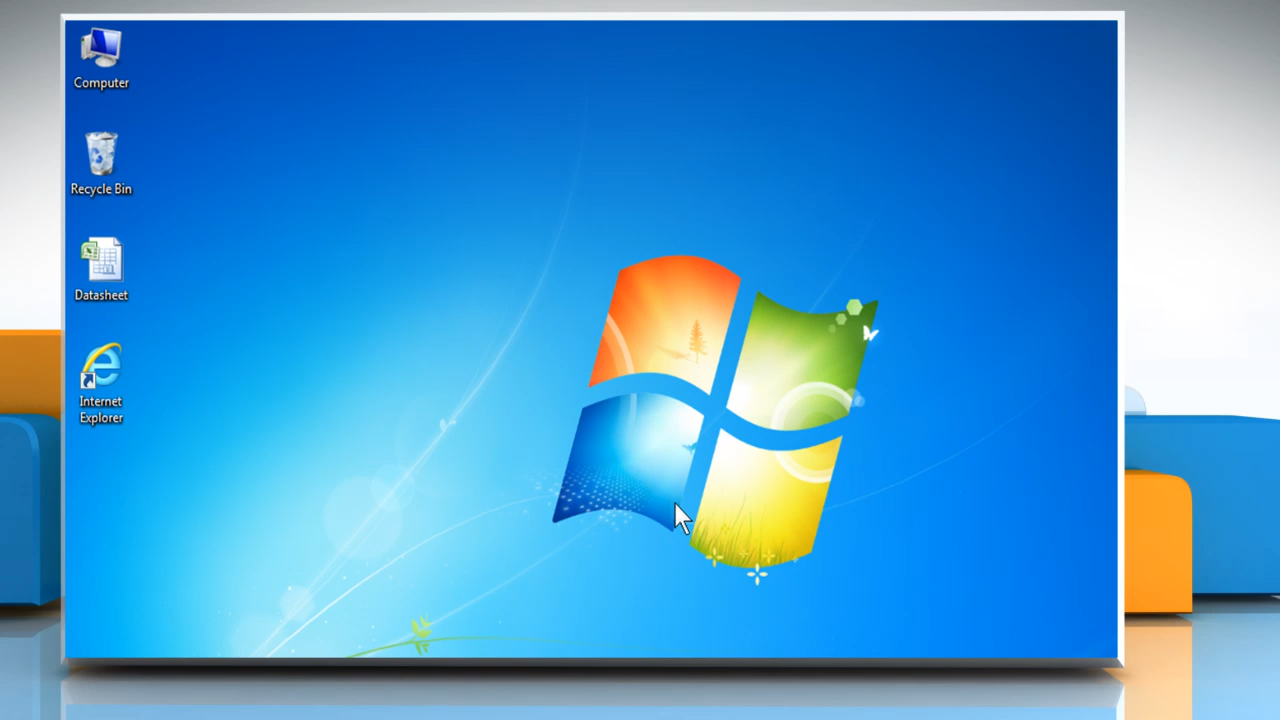 Computer
Recycle Bin
Datasheet
Internet
Explorer